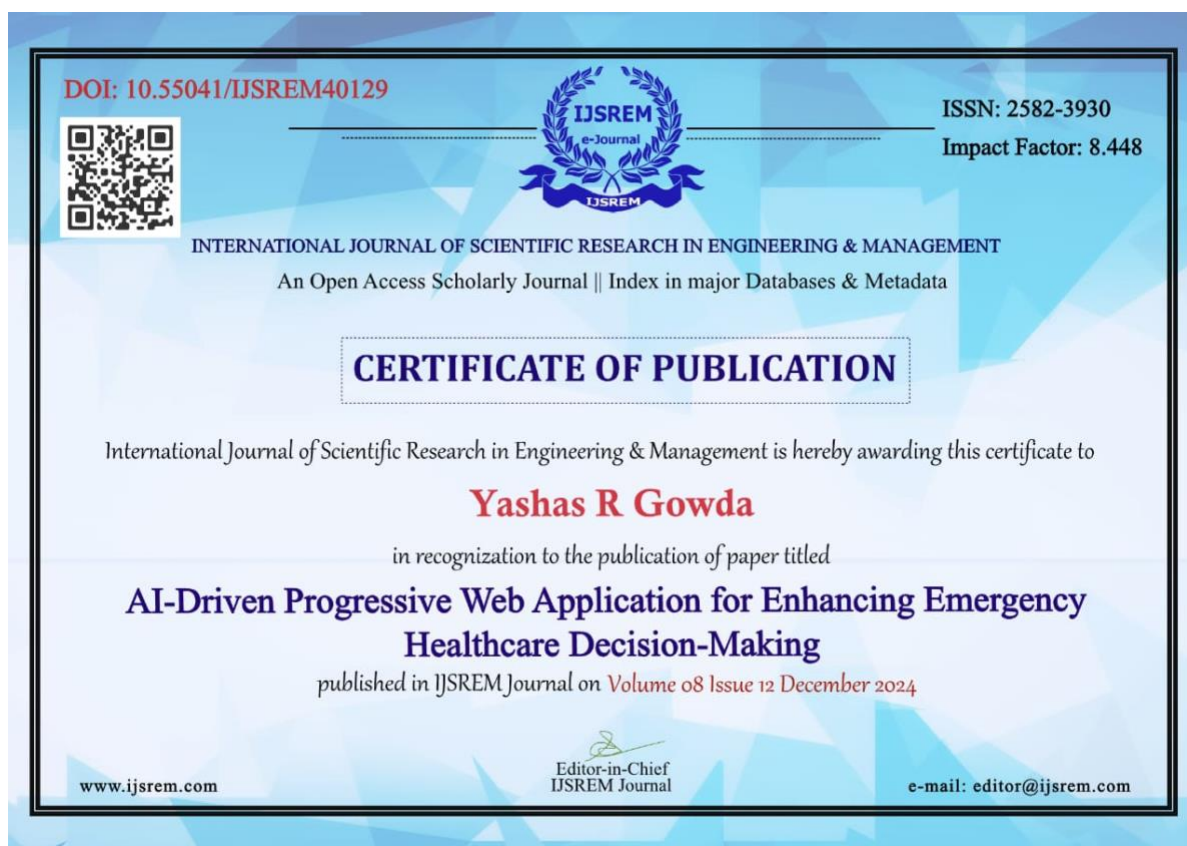 DOI: 10.55041/IJSREM40129
IJSREM
e-Journal
IJSREM
ISSN: 2582-3930
Impact Factor: 8.448
INTERNATIONAL JOURNAL OF SCIENTIFIC RESEARCH IN ENGINEERING & MANAGEMENT
An Open Access Scholarly Journal || Index in major Databases & Metadata
CERTIFICATE OF PUBLICATION
International Journal of Scientific Research in Engineering & Management is hereby awarding this certificate to
Yashas R Gowda
in recognization to the publication of paper titled
AI-Driven Progressive Web Application for Enhancing Emergency
Healthcare Decision-Making
published in IJSREM Journal on Volume 08 Issue 12 December 2024
Editor-in-Chief
IJSREM Journal
www.ijsrem.com
e-mail: editor@ijsrem.com